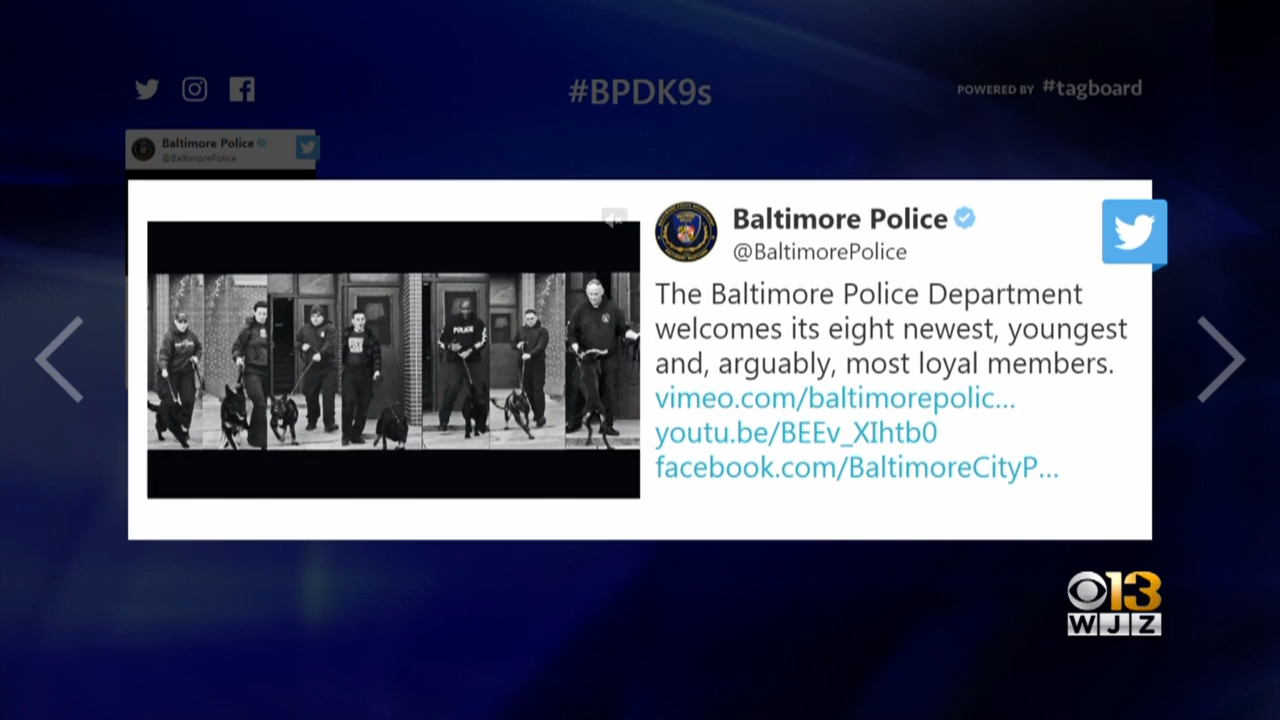 #BPDK9s
POWERED BY #tagboard
Baltimore Police
@BaltimorePolice
Baltimore Police
@BaltimorePolice
The Baltimore Police Department
welcomes its eight newest, youngest
and, arguably, most loyal members.
vimeo.com/baltimorepolic...
youtu.be/BEEv_XIhtb0
facebook.com/BaltimoreCityP...
POLICE
13
WJZ